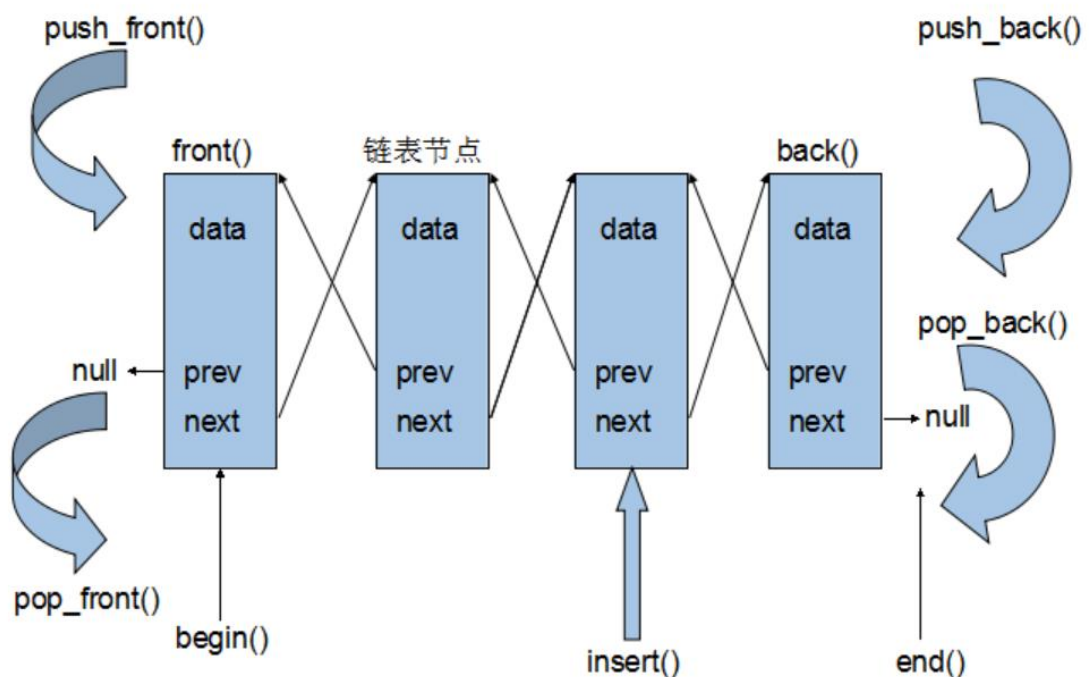 push_front()
push_back()
front()
链表节点
back()
data
data
data
data
pop_back()
null
prev
prev
prev
prev
next
next
next
next
null
pop_front()
begin()
insert()
end()